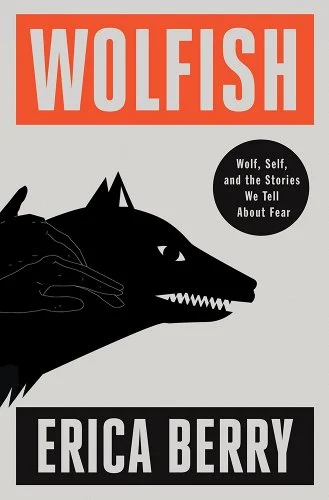 WOLFISH
Wolf, Self,
and the Stories
We Tell
About Fear
ERICA BERRY